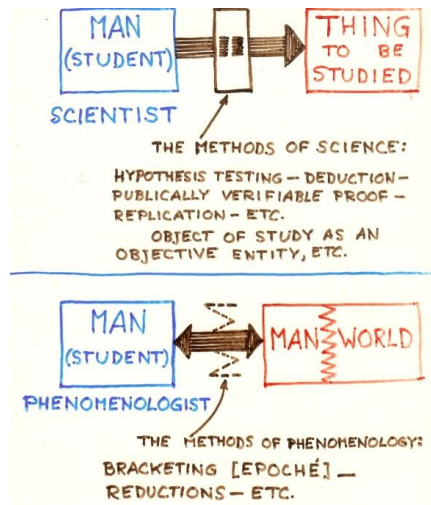 MAN
(STUDENT)
THING
TO BE
STUDIED
SCIENTIST
THE METHODS OF SCIENCE:
HYPOTHESIS TESTING — DEDUCTION —
PUBLICALLY VERIFIABLE PROOF —
REPLICATION — ETC.
OBJECT OF STUDY AS AN
OBJECTIVE ENTITY, ETC.
MAN
(STUDENT)
MAN WORLD
PHENOMENOLOGIST
THE METHODS OF PHENOMENOLOGY:
BRACKETING [EPOCHÉ] —
REDUCTIONS — ETC.